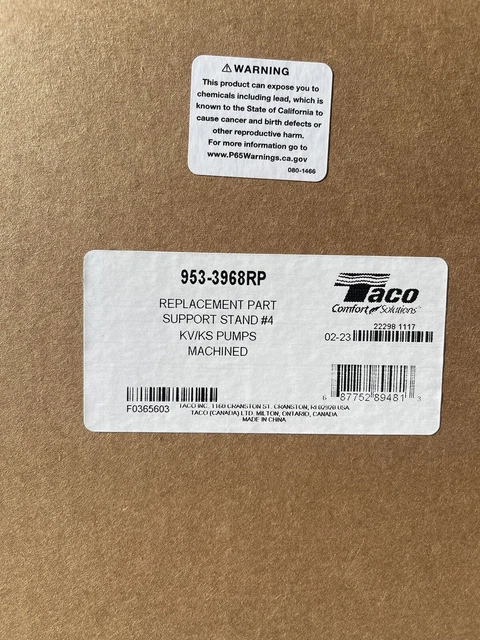 ⚠ WARNING
This product can expose you to
chemicals including lead, which is
known to the State of California to
cause cancer and birth defects or
other reproductive harm.
For more information go to
www.P65Warnings.ca.gov
080-1466
953-3968RP
REPLACEMENT PART
SUPPORT STAND #4
KV/KS PUMPS
MACHINED
Taco
Comfort Solutions
22298 1117
02-23
6 87752 89481 3
F0365603
TACO INC. 1160 CRANSTON ST. CRANSTON, RI 02920 USA
TACO (CANADA) LTD. MILTON, ONTARIO, CANADA
MADE IN CHINA